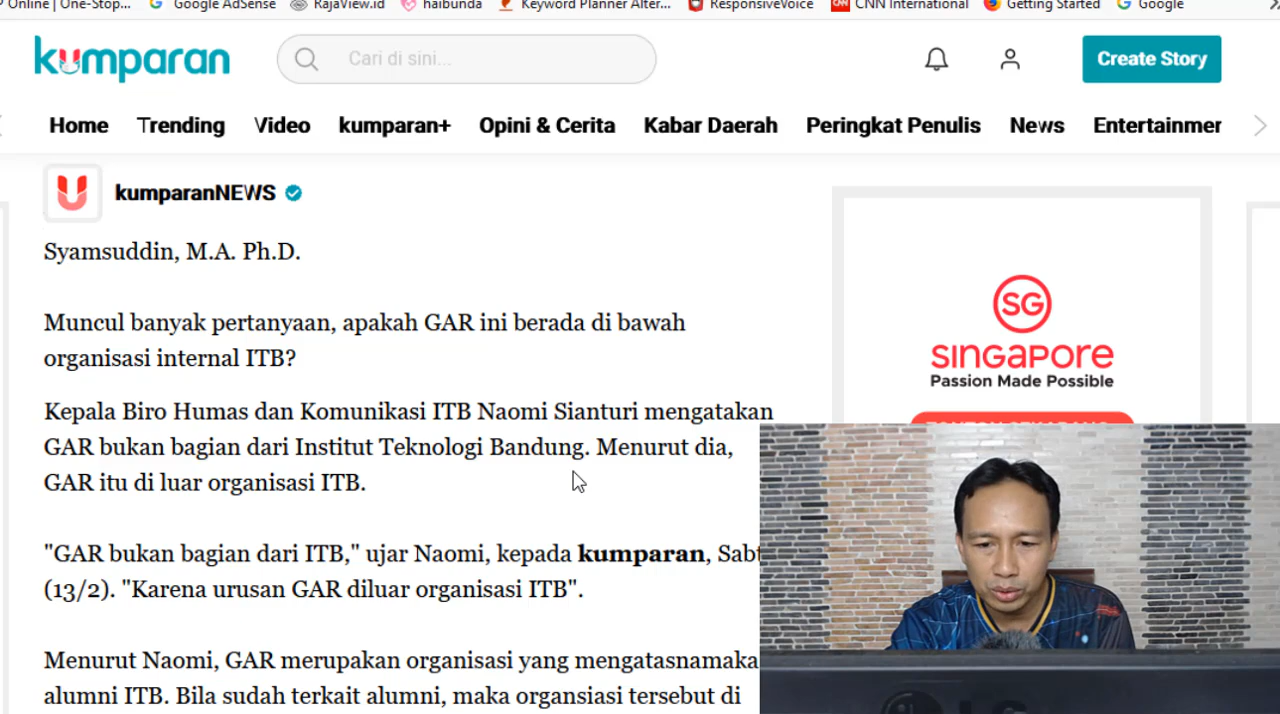 Online | One-Stop...
Google AdSense
RajaView.id
haibunda
Keyword Planner Alter...
ResponsiveVoice
CNN International
Getting Started
Google
kumparan
Cari di sini...
Create Story
Home
Trending
Video
kumparan+
Opini & Cerita
Kabar Daerah
Peringkat Penulis
News
Entertainmer
kumparanNEWS
Syamsuddin, M.A. Ph.D.
Muncul banyak pertanyaan, apakah GAR ini berada di bawah
organisasi internal ITB?
Kepala Biro Humas dan Komunikasi ITB Naomi Sianturi mengatakan
GAR bukan bagian dari Institut Teknologi Bandung. Menurut dia,
GAR itu di luar organisasi ITB.
"GAR bukan bagian dari ITB," ujar Naomi, kepada kumparan, Sabt
(13/2). "Karena urusan GAR diluar organisasi ITB".
Menurut Naomi, GAR merupakan organisasi yang mengatasnamaka
alumni ITB. Bila sudah terkait alumni, maka organsiasi tersebut di
SG
SINGAPORE
Passion Made Possible
LG